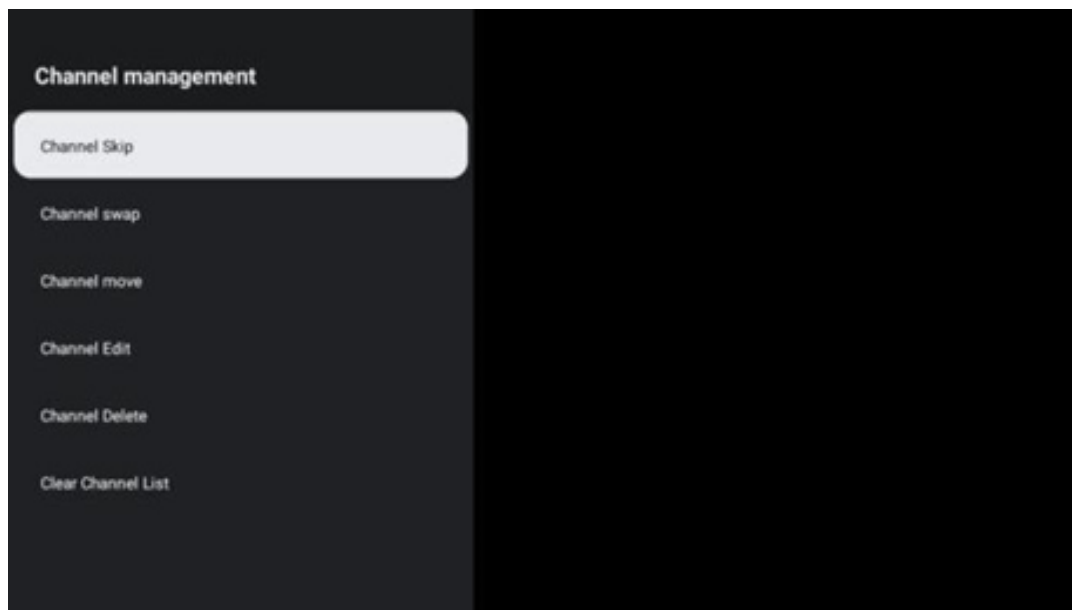 Channel management
Channel Skip
Channel swap
Channel move
Channel Edit
Channel Delete
Clear Channel List